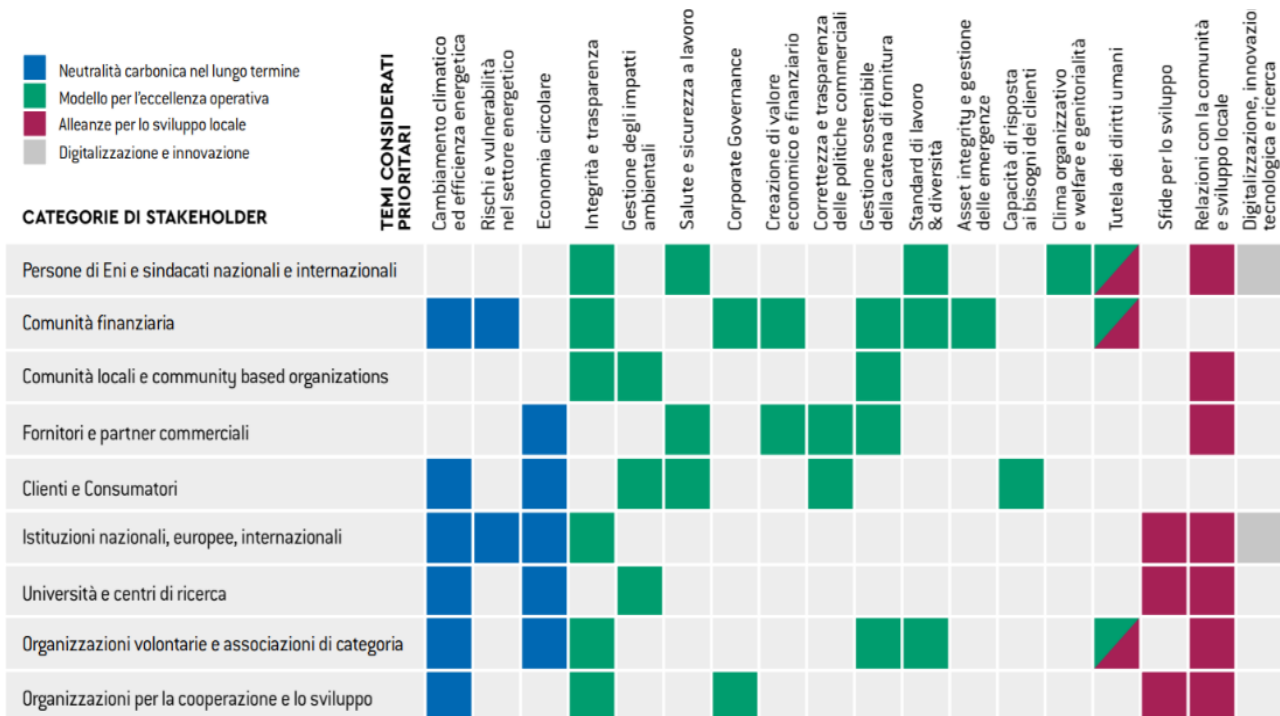 Neutralità carbonica nel lungo termine
Modello per l'eccellenza operativa
Alleanze per lo sviluppo locale
Digitalizzazione e innovazione
CATEGORIE DI STAKEHOLDER
TEMI CONSIDERATI
PRIORITARI
Cambiamento climatico
ed efficienza energetica
Rischi e vulnerabilità
nel settore energetico
Economia circolare
Integrità e trasparenza
Gestione degli impatti
ambientali
Salute e sicurezza a lavoro
Corporate Governance
Creazione di valore
economico e finanziario
Correttezza e trasparenza
delle politiche commerciali
Gestione sostenibile
della catena di fornitura
Standard di lavoro
& diversità
Asset integrity e gestione
delle emergenze
Capacità di risposta
ai bisogni dei clienti
Clima organizzativo
e welfare e genitorialità
Tutela dei diritti umani
Sfide per lo sviluppo
Relazioni con la comunità
e sviluppo locale
Digitalizzazione, innovazio
tecnologica e ricerca
Persone di Eni e sindacati nazionali e internazionali
Comunità finanziaria
Comunità locali e community based organizations
Fornitori e partner commerciali
Clienti e Consumatori
Istituzioni nazionali, europee, internazionali
Università e centri di ricerca
Organizzazioni volontarie e associazioni di categoria
Organizzazioni per la cooperazione e lo sviluppo